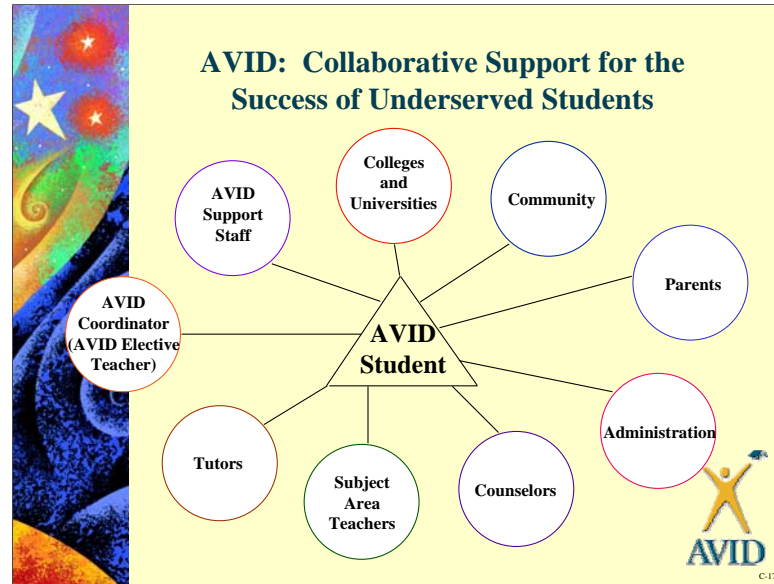 AVID: Collaborative Support for the
Success of Underserved Students
Colleges
and
Universities
AVID
Support
Staff
Community
Parents
AVID
Coordinator
(AVID Elective
Teacher)
AVID
Student
Administration
Tutors
Subject
Area
Teachers
Counselors
AVID